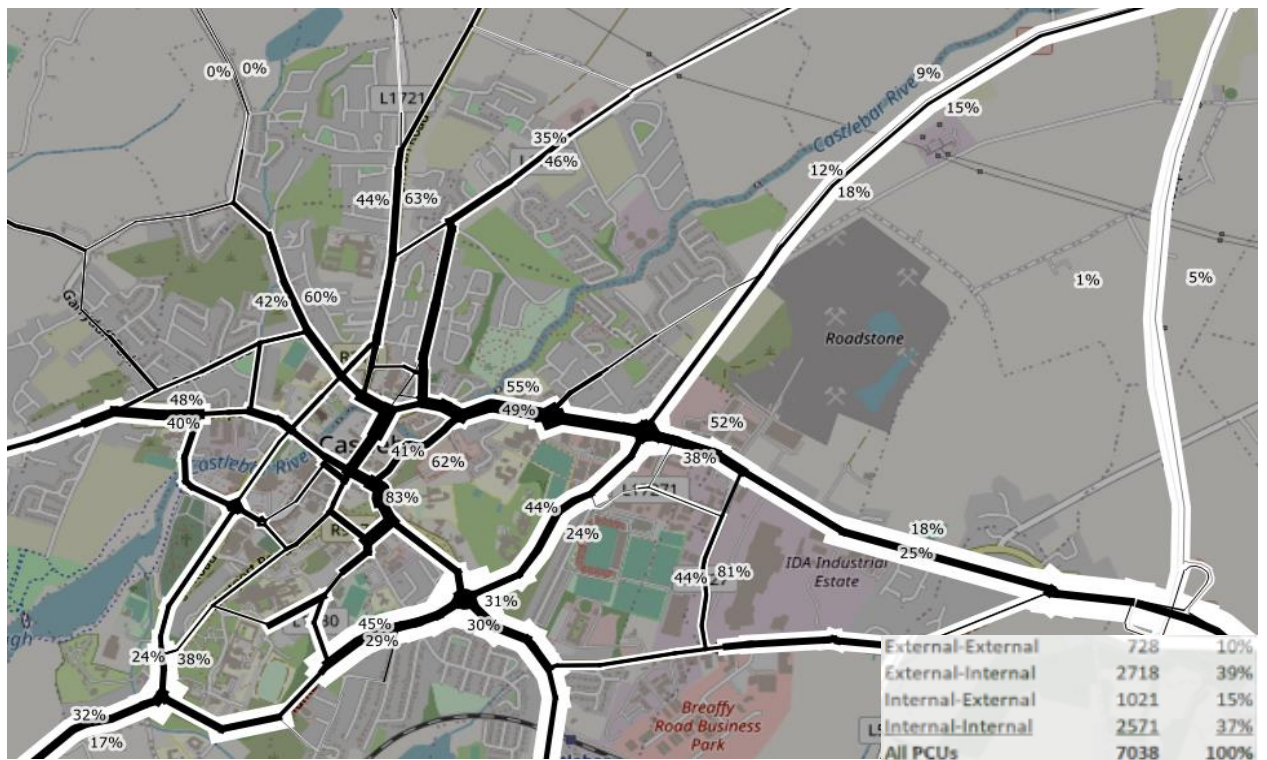 0% 0%
9%
L1721
15%
Castlebar River
35%
46%
12%
18%
44% 63%
1% 5%
42% 60%
Roadstone
55%
48%
49%
40%
52%
41%
62%
38%
Castlebar River
83%
44%
L17271
24%
18%
25%
IDA Industrial
Estate
44% 81%
31%
45%
30%
29%
24% 38%
32%
17%
Breaffy
Road Business
Park
External-External 728 10%
External-Internal 2718 39%
Internal-External 1021 15%
Internal-Internal 2571 37%
All PCUs 7038 100%